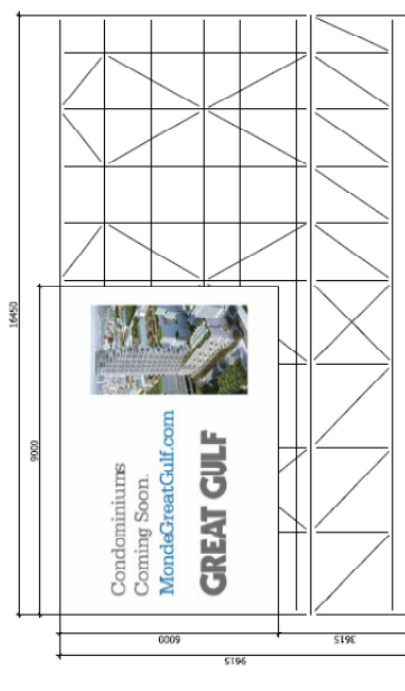 16450
9000
Condominiums
Coming Soon.
MondeGreatGulf.com
GREAT GULF
6000
3615
9615